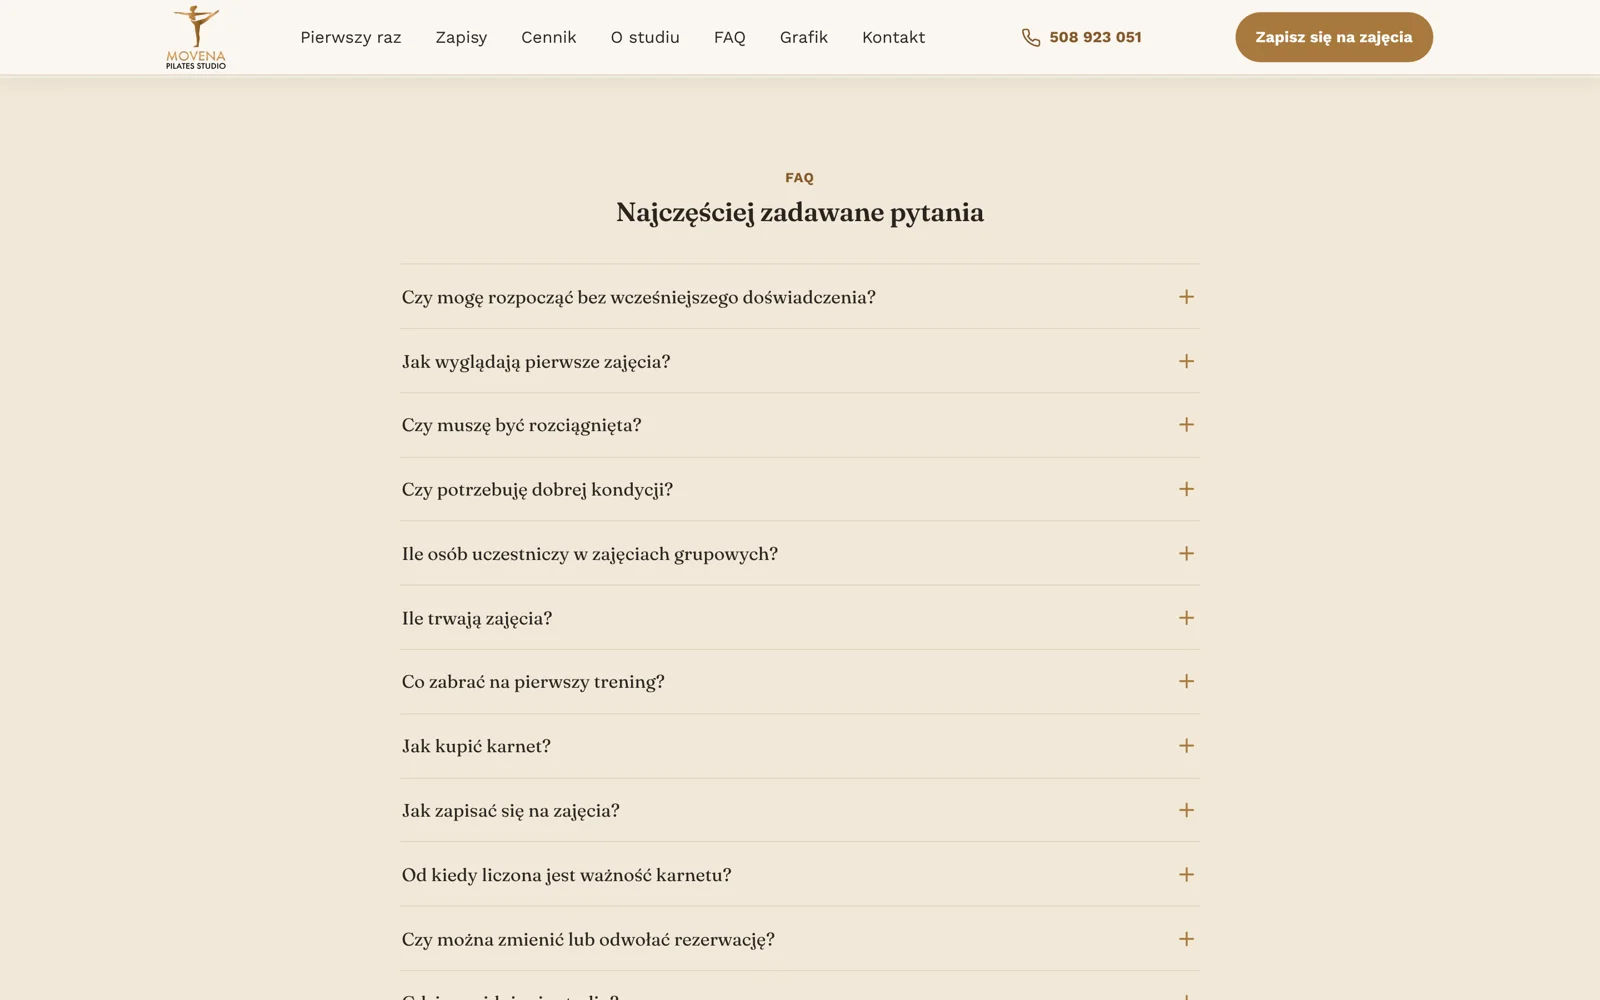 MOVENA
PILATES STUDIO
Pierwszy raz
Zapisy
Cennik
O studiu
FAQ
Grafik
Kontakt
508 923 051
Zapisz się na zajęcia
FAQ
Najczęściej zadawane pytania
Czy mogę rozpocząć bez wcześniejszego doświadczenia?
Jak wyglądają pierwsze zajęcia?
Czy muszę być rozciągnięta?
Czy potrzebuję dobrej kondycji?
Ile osób uczestniczy w zajęciach grupowych?
Ile trwają zajęcia?
Co zabrać na pierwszy trening?
Jak kupić karnet?
Jak zapisać się na zajęcia?
Od kiedy liczona jest ważność karnetu?
Czy można zmienić lub odwołać rezerwację?